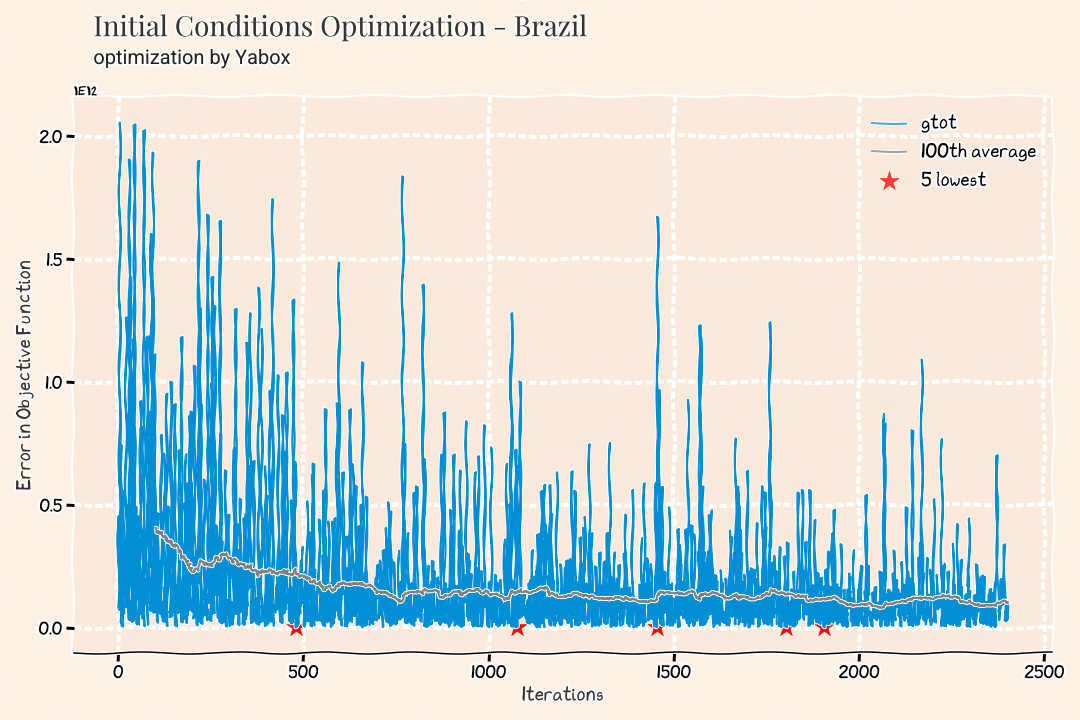 Initial Conditions Optimization - Brazil
optimization by Yabox
1E12
2.0
1.5
1.0
0.5
0.0
Error in Objective Function
gtot
100th average
5 lowest
0 500 1000 1500 2000 2500
Iterations